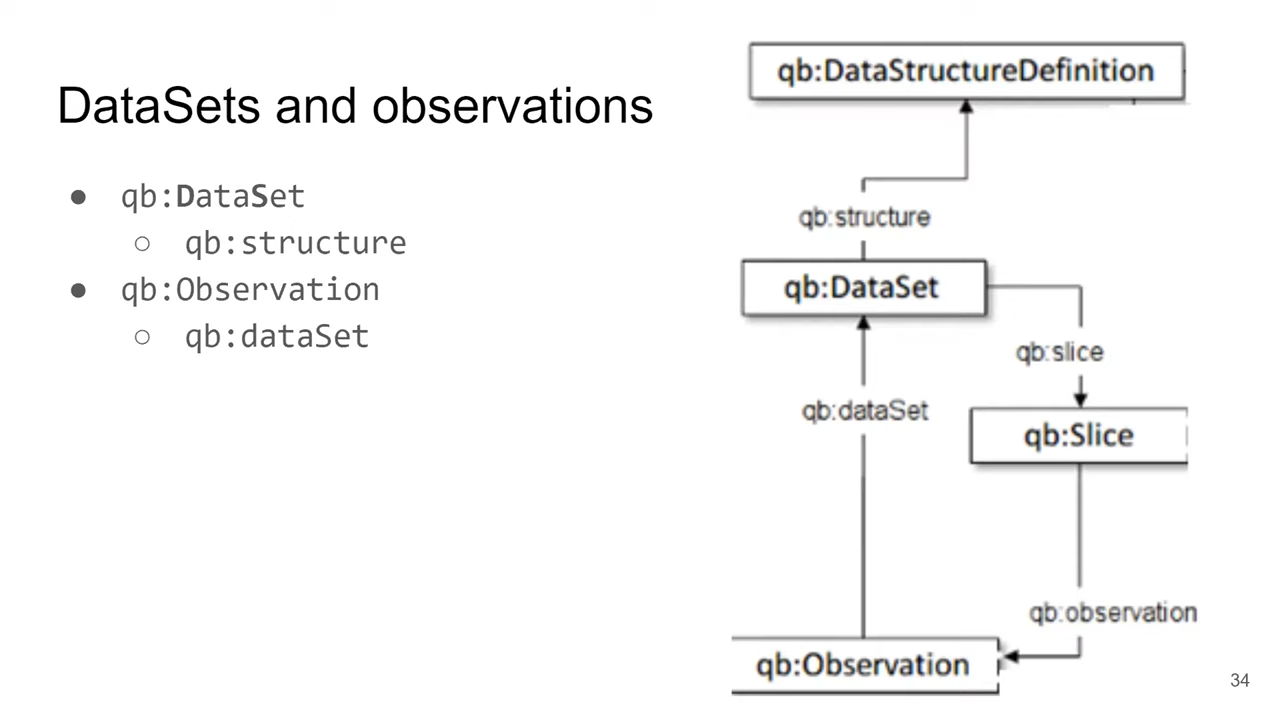 DataSets and observations
● qb:DataSet
○ qb:structure
● qb:Observation
○ qb:dataSet
qb:DataStructureDefinition
qb:structure
qb:DataSet
qb:slice
qb:dataSet
qb:Slice
qb:observation
qb:Observation
34